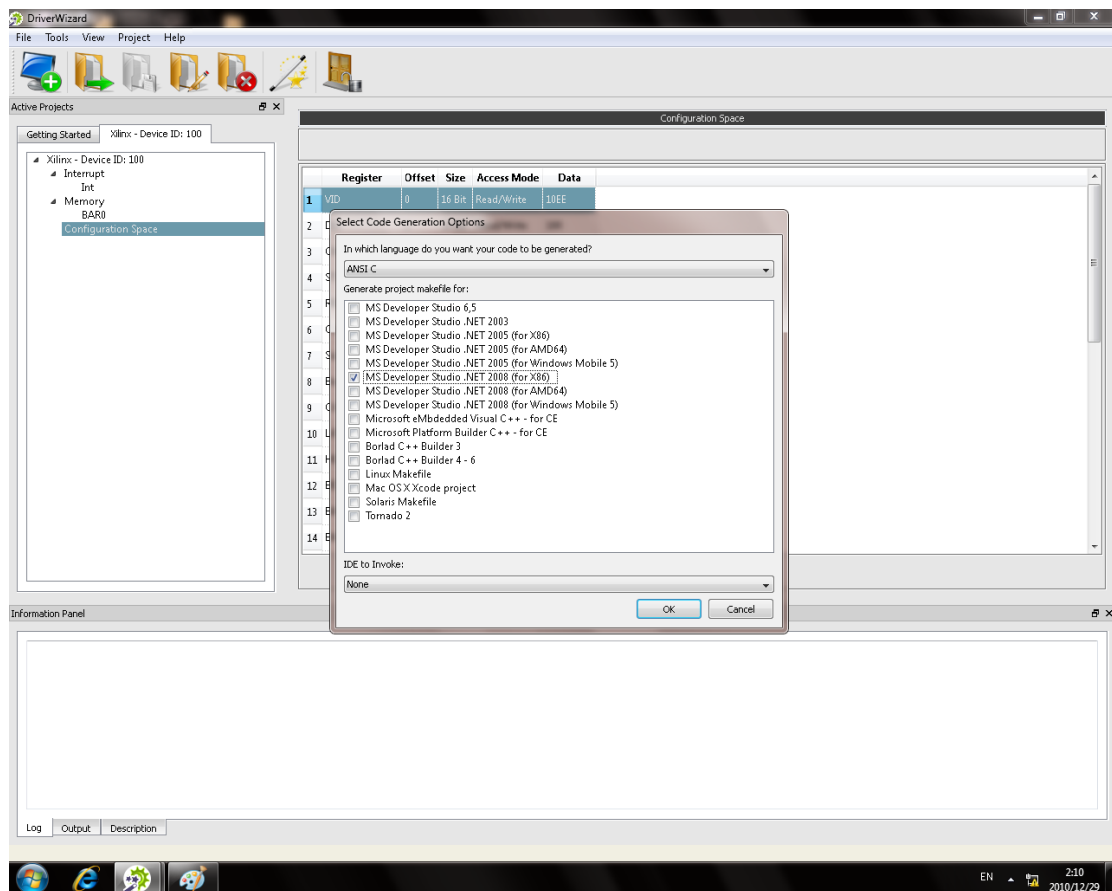 DriverWizard
File Tools View Project Help
Active Projects
Getting Started Xilinx - Device ID: 100
Xilinx - Device ID: 100
Interrupt
Int
Memory
BAR0
Configuration Space
Configuration Space
Register Offset Size Access Mode Data
1 VID 0 16 Bit Read/Write 10EE
2
3
4
5
6
7
8
9
10
11
12
13
14
Select Code Generation Options
In which language do you want your code to be generated?
ANSI C
Generate project makefile for:
MS Developer Studio 6,5
MS Developer Studio .NET 2003
MS Developer Studio .NET 2005 (for X86)
MS Developer Studio .NET 2005 (for AMD64)
MS Developer Studio .NET 2005 (for Windows Mobile 5)
MS Developer Studio .NET 2008 (for X86)
MS Developer Studio .NET 2008 (for AMD64)
MS Developer Studio .NET 2008 (for Windows Mobile 5)
Microsoft eMbdedded Visual C++ - for CE
Microsoft Platform Builder C++ - for CE
Borlad C++ Builder 3
Borlad C++ Builder 4 - 6
Linux Makefile
Mac OS X Xcode project
Solaris Makefile
Tornado 2
IDE to Invoke:
None
OK Cancel
Information Panel
Log Output Description
EN 2:10
2010/12/29